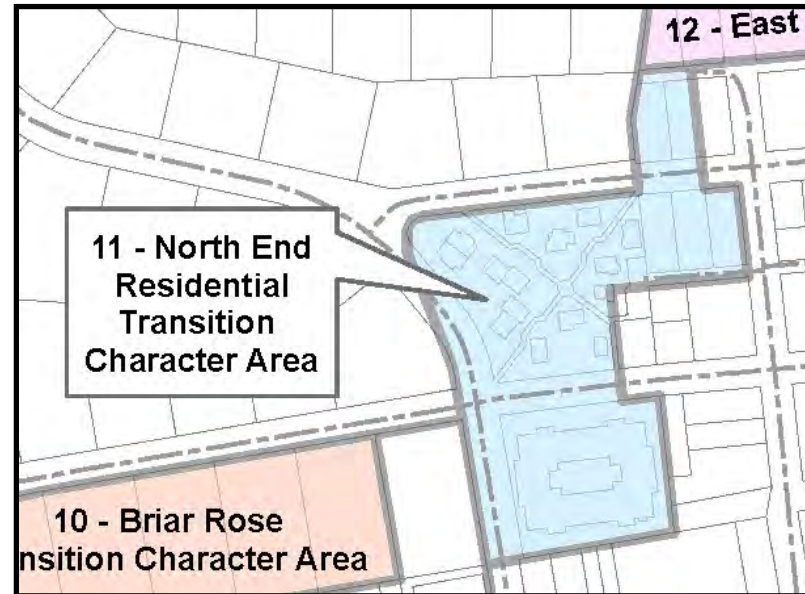 12 - East
11 - North End
Residential
Transition
Character Area
10 - Briar Rose
nsition Character Area